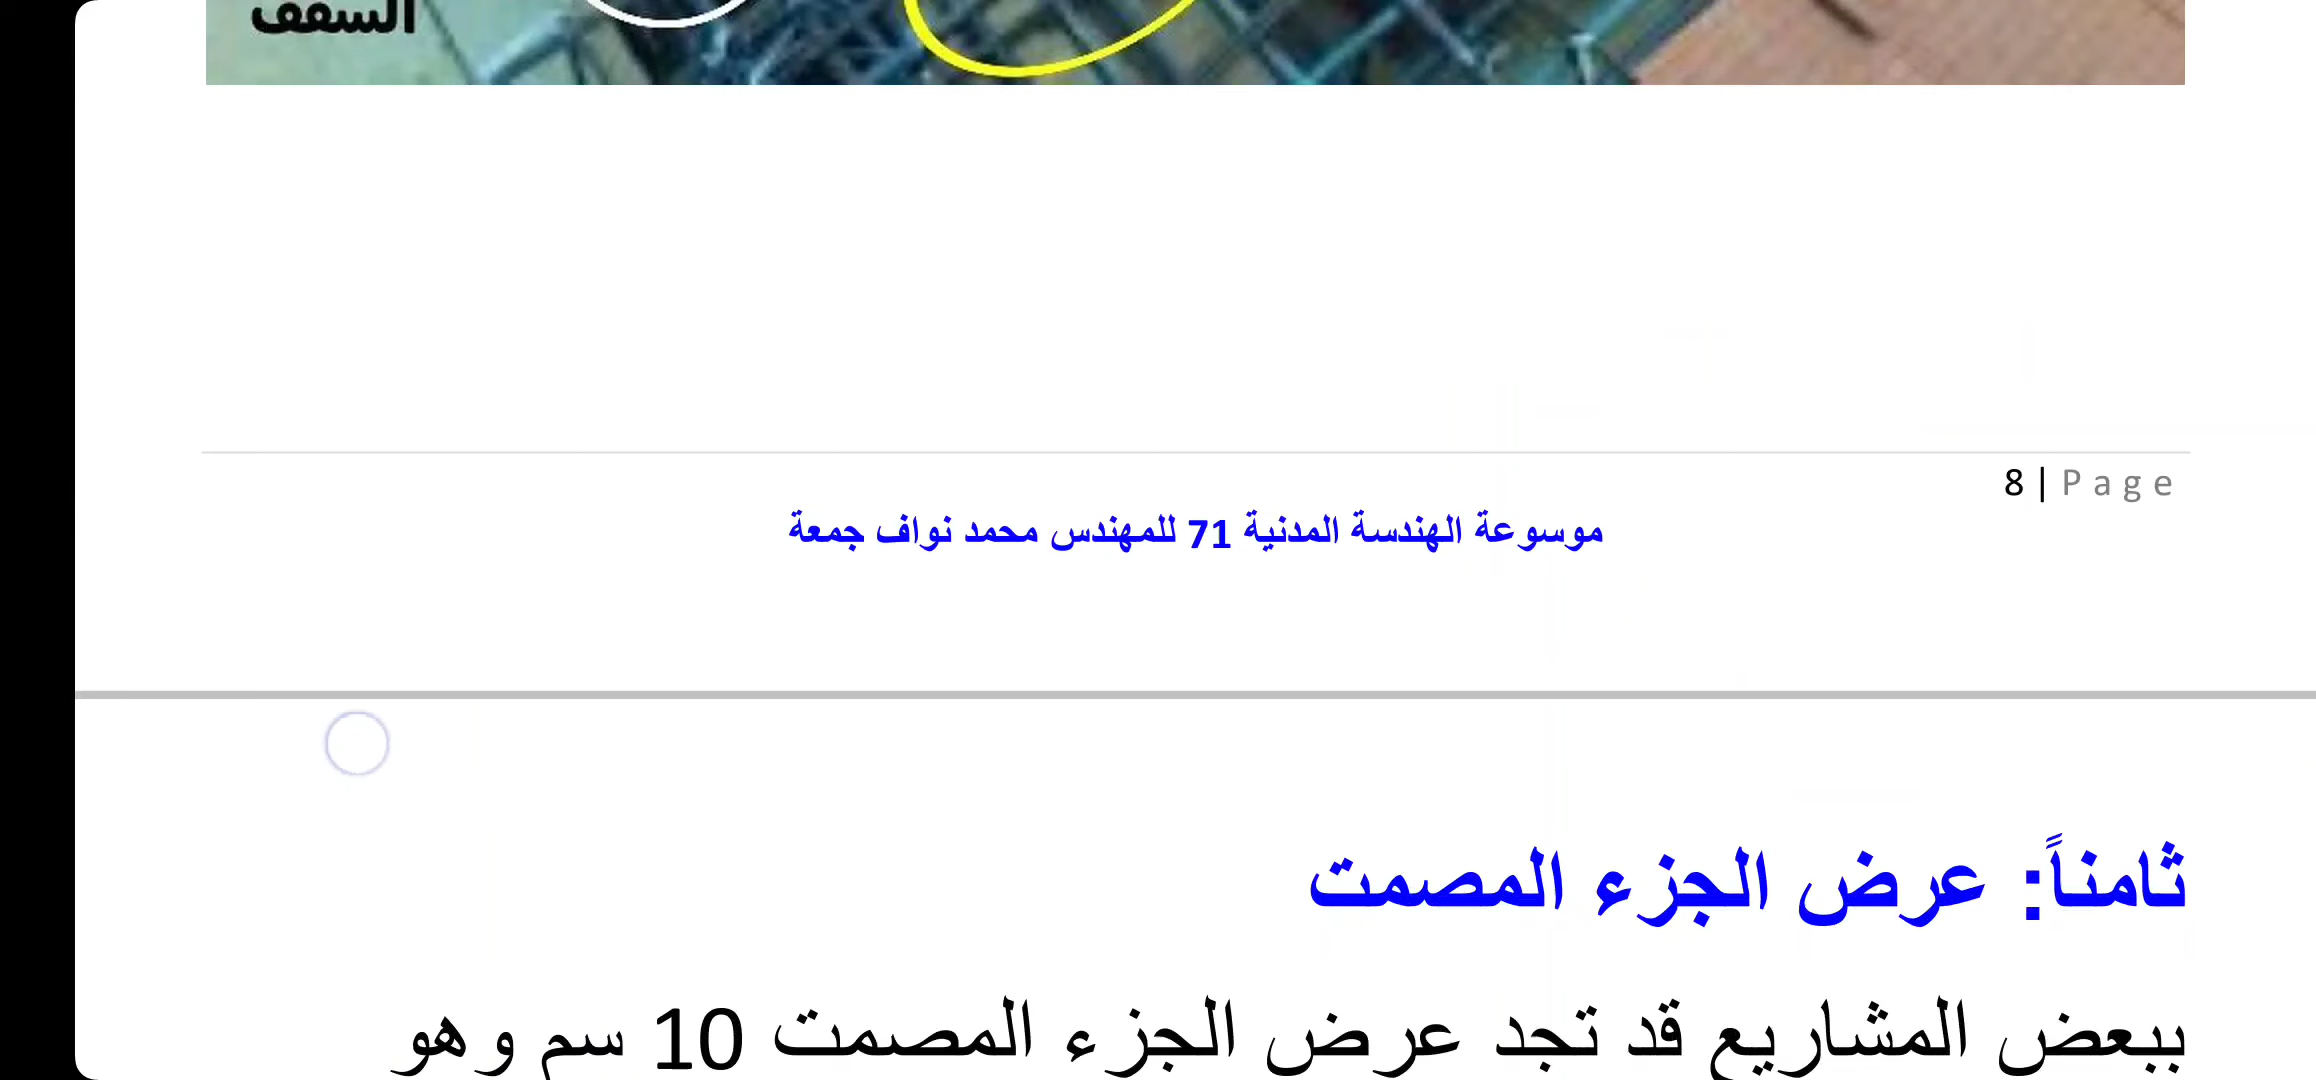 السقف
8 | Page
موسوعة الهندسة المدنية 71 للمهندس محمد نواف جمعة
ثامناً: عرض الجزء المصمت
ببعض المشاريع قد تجد عرض الجزء المصمت 10 سم وهو